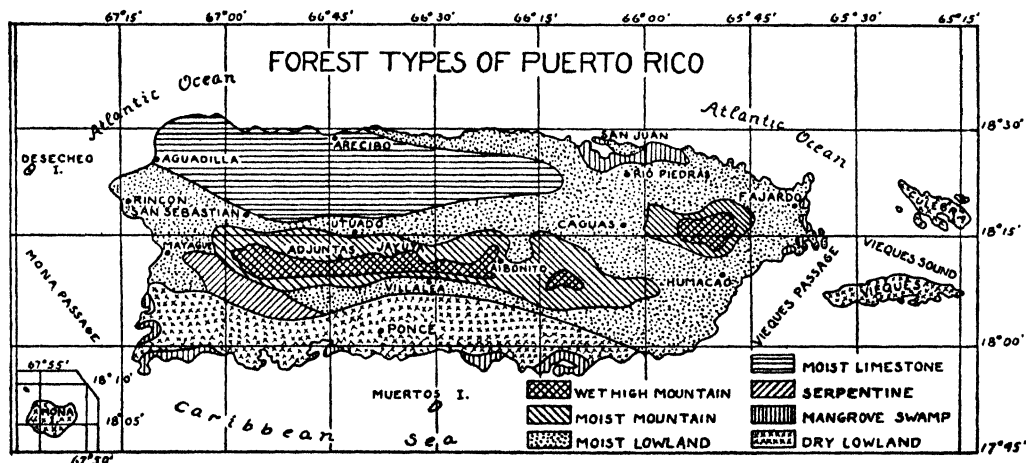 67°15' 67°00' 66°45' 66°30' 66°15' 66°00' 65°45' 65°15'
FOREST TYPES OF PUERTO RICO
Atlantic Ocean
Atlantic Ocean
18°30'
DESECHEO
I.
AGUADILLA
ARECIBO
SAN JUAN
RIO PIEDRAS
RINCON
SAN SEBASTIAN
UTUADO
CAGUAS
FAJARDO
CULEBRA
18°15'
MAYAGUEZ
ADJUNTAS
AIBONITO
HUMACAO
VIEQUES SOUND
VIEQUES
MONA PASSAGE
VIEQUES PASSAGE
PONCE
18°00'
67°55'
18°10'
MONA
18°05'
67°50'
MUERTOS I.
Caribbean Sea
WET HIGH MOUNTAIN
MOIST MOUNTAIN
MOIST LOWLAND
MOIST LIMESTONE
SERPENTINE
MANGROVE SWAMP
DRY LOWLAND
17°45'